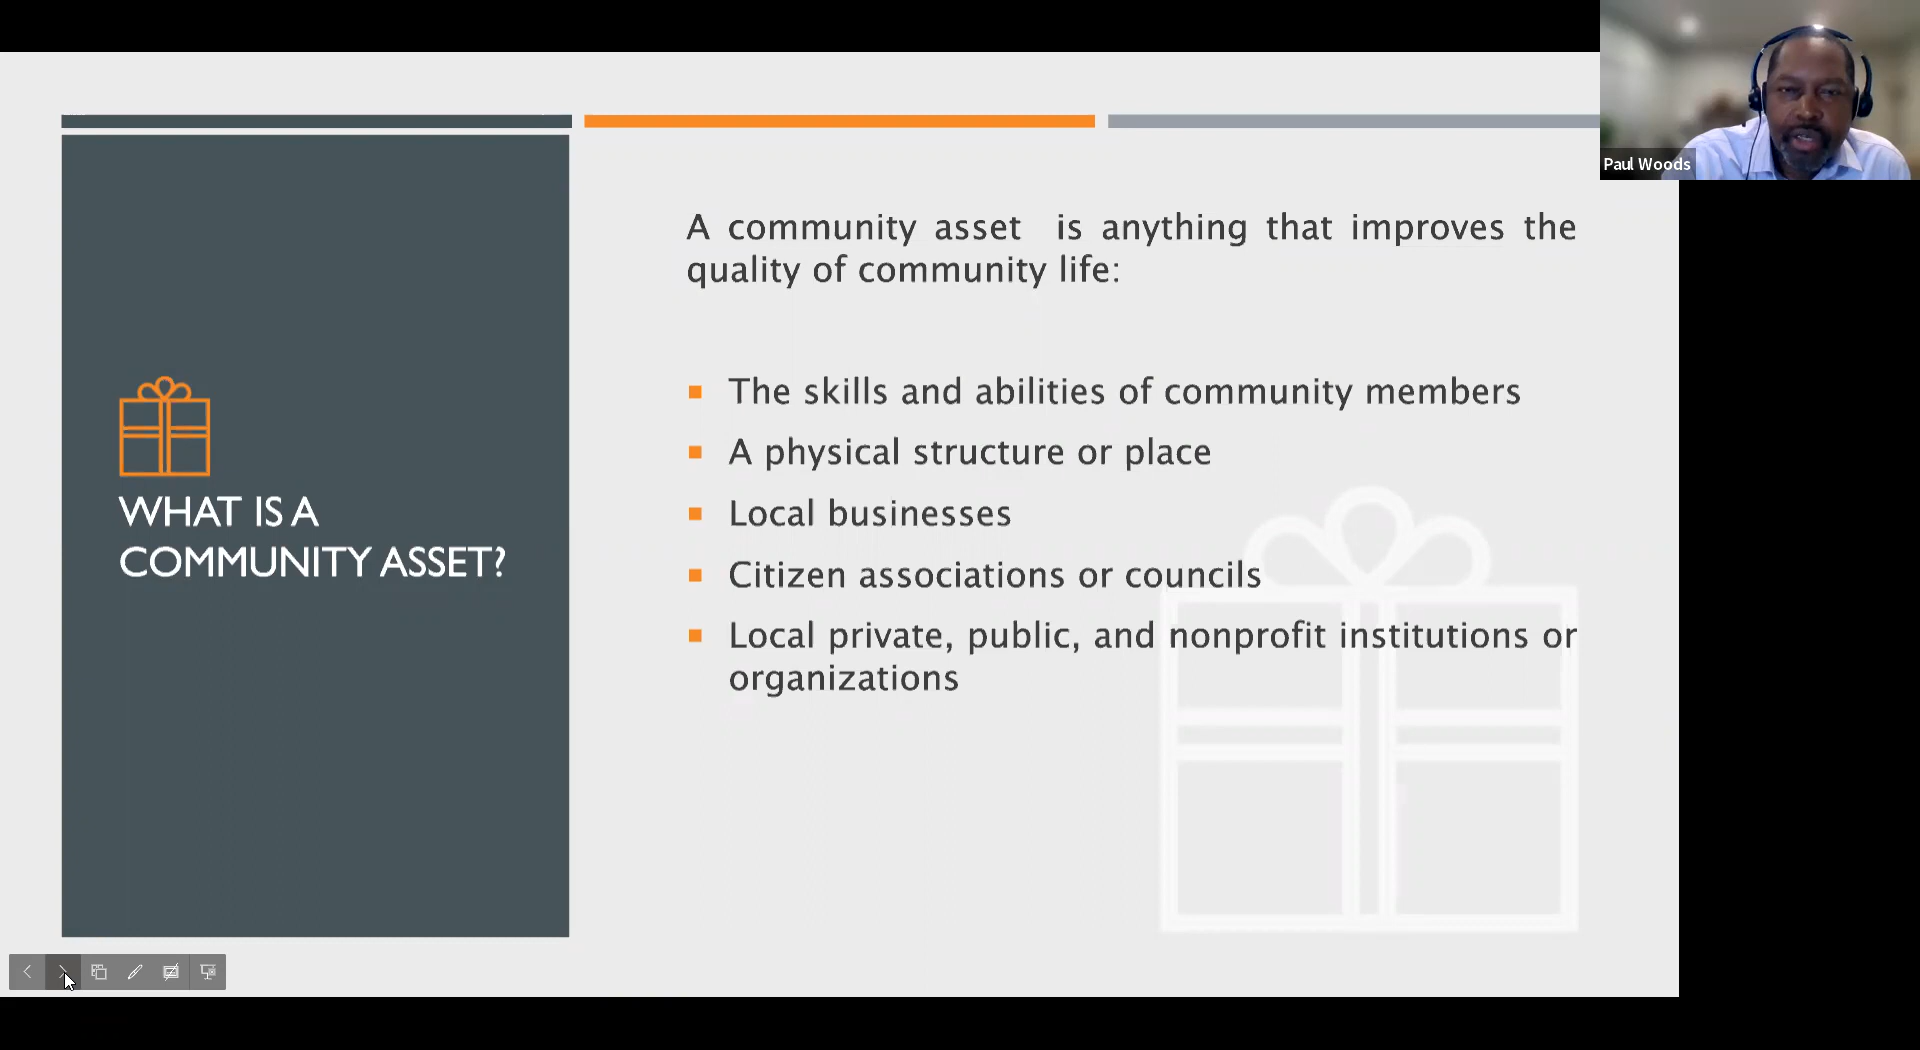 Paul Woods
WHAT IS A
COMMUNITY ASSET?
A community asset is anything that improves the
quality of community life:
The skills and abilities of community members
A physical structure or place
Local businesses
Citizen associations or councils
Local private, public, and nonprofit institutions or
organizations